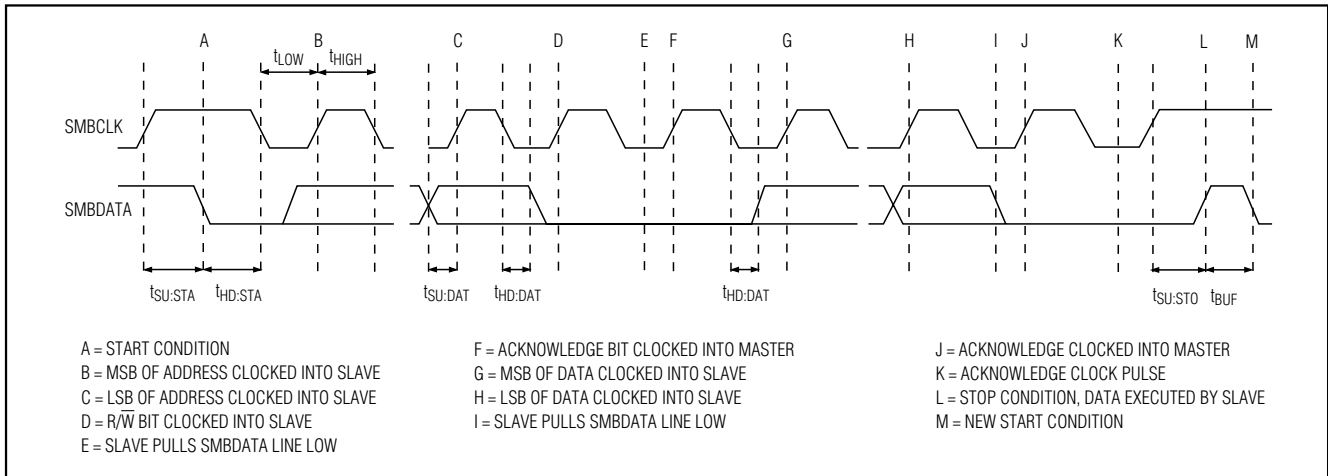 A B C D E F G H I J K L M
tLOW tHIGH
SMBCLK
SMBDATA
tSU:STA tHD:STA tSU:DAT tHD:DAT tHD:DAT tSU:STO tBUF
A = START CONDITION
B = MSB OF ADDRESS CLOCKED INTO SLAVE
C = LSB OF ADDRESS CLOCKED INTO SLAVE
D = R/W̅ BIT CLOCKED INTO SLAVE
E = SLAVE PULLS SMBDATA LINE LOW
F = ACKNOWLEDGE BIT CLOCKED INTO MASTER
G = MSB OF DATA CLOCKED INTO SLAVE
H = LSB OF DATA CLOCKED INTO SLAVE
I = SLAVE PULLS SMBDATA LINE LOW
J = ACKNOWLEDGE CLOCKED INTO MASTER
K = ACKNOWLEDGE CLOCK PULSE
L = STOP CONDITION, DATA EXECUTED BY SLAVE
M = NEW START CONDITION